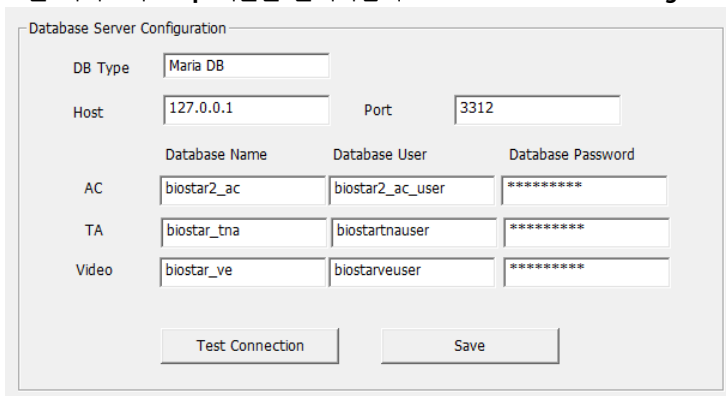 Database Server Configuration
DB Type Maria DB
Host 127.0.0.1 Port 3312
Database Name Database User Database Password
AC biostar2_ac biostar2_ac_user *********
TA biostar_tna biostartnauser *********
Video biostar_ve biostarveuser *********
Test Connection Save